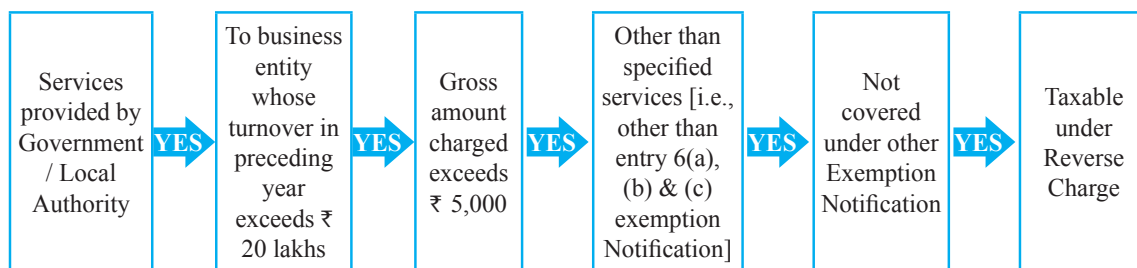 Services
provided by
Government
/ Local
Authority
YES
To business
entity
whose
turnover in
preceding
year
exceeds ₹
20 lakhs
YES
Gross
amount
charged
exceeds
₹ 5,000
YES
Other than
specified
services [i.e.,
other than
entry 6(a),
(b) & (c)
exemption
Notification]
YES
Not
covered
under other
Exemption
Notification
YES
Taxable
under
Reverse
Charge